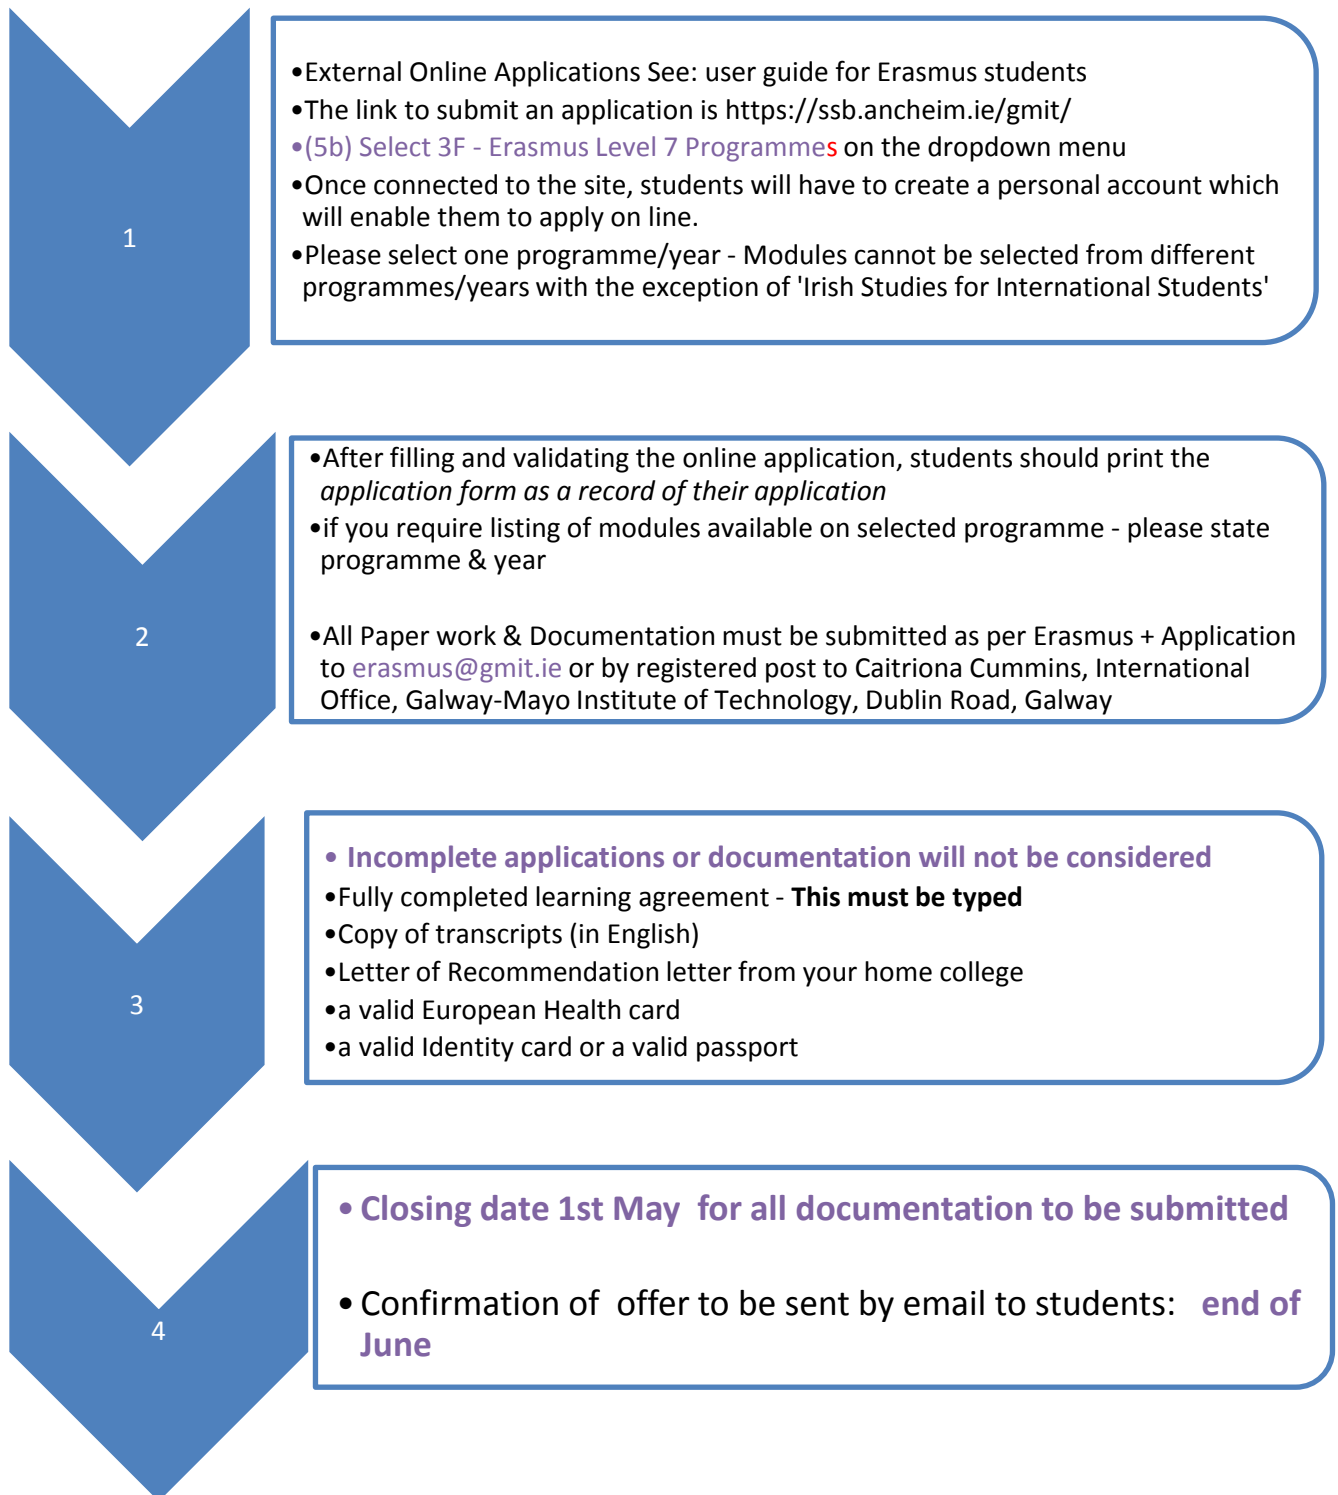 1
•External Online Applications See: user guide for Erasmus students
•The link to submit an application is https://ssb.ancheim.ie/gmit/
•(5b) Select 3F - Erasmus Level 7 Programmes on the dropdown menu
•Once connected to the site, students will have to create a personal account which
will enable them to apply on line.
•Please select one programme/year - Modules cannot be selected from different
programmes/years with the exception of 'Irish Studies for International Students'
2
•After filling and validating the online application, students should print the
application form as a record of their application
•if you require listing of modules available on selected programme - please state
programme & year
•All Paper work & Documentation must be submitted as per Erasmus + Application
to erasmus@gmit.ie or by registered post to Caitriona Cummins, International
Office, Galway-Mayo Institute of Technology, Dublin Road, Galway
3
• Incomplete applications or documentation will not be considered
•Fully completed learning agreement - This must be typed
•Copy of transcripts (in English)
•Letter of Recommendation letter from your home college
•a valid European Health card
•a valid Identity card or a valid passport
4
• Closing date 1st May for all documentation to be submitted
• Confirmation of offer to be sent by email to students: end of
June